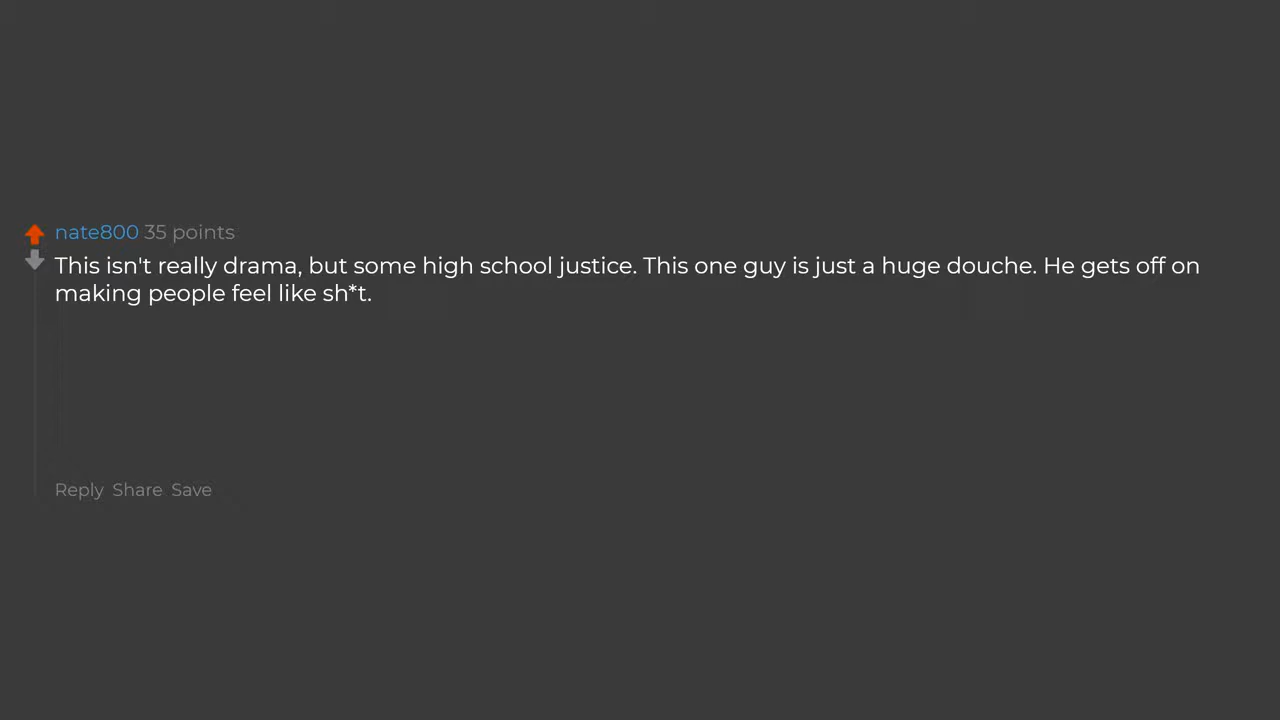 nate800 35 points
This isn't really drama, but some high school justice. This one guy is just a huge douche. He gets off on
making people feel like sh*t.
Reply Share Save